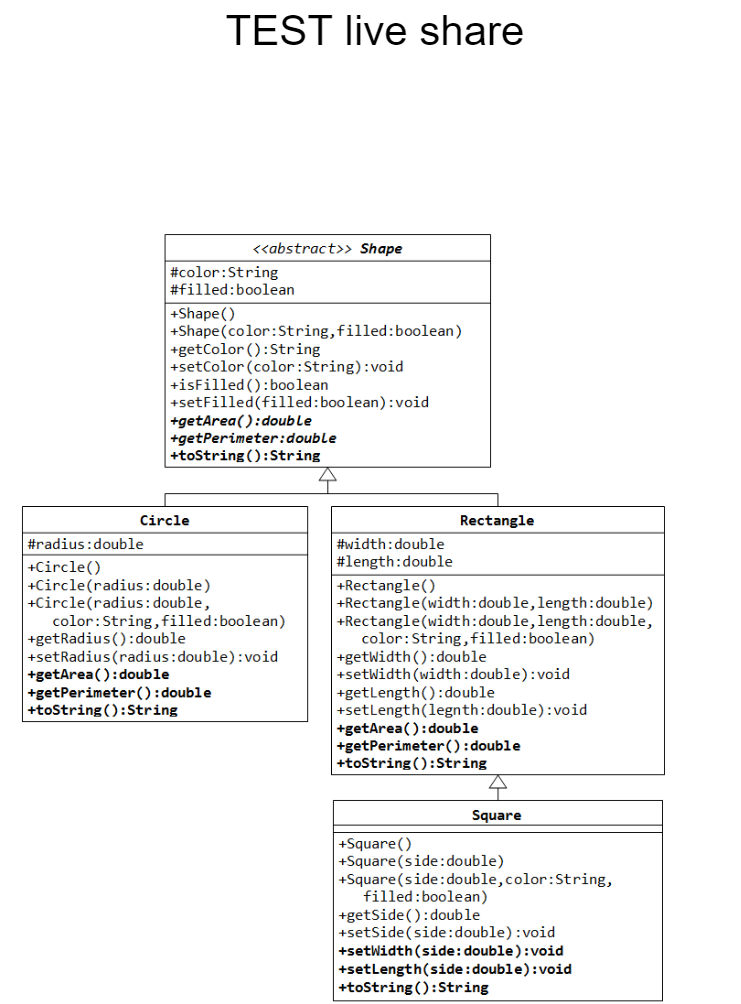 TEST live share
<<abstract>> Shape
#color:String
#filled:boolean
+Shape()
+Shape(color:String,filled:boolean)
+getColor():String
+setColor(color:String):void
+isFilled():boolean
+setFilled(filled:boolean):void
+getArea():double
+getPerimeter:double
+toString():String
Circle
#radius:double
+Circle()
+Circle(radius:double)
+Circle(radius:double,
color:String,filled:boolean)
+getRadius():double
+setRadius(radius:double):void
+getArea():double
+getPerimeter():double
+toString():String
Rectangle
#width:double
#length:double
+Rectangle()
+Rectangle(width:double,length:double)
+Rectangle(width:double,length:double,
color:String,filled:boolean)
+getWidth():double
+setWidth(width:double):void
+getLength():double
+setLength(legnth:double):void
+getArea():double
+getPerimeter():double
+toString():String
Square
+Square()
+Square(side:double)
+Square(side:double,color:String,
filled:boolean)
+getSide():double
+setSide(side:double):void
+setWidth(side:double):void
+setLength(side:double):void
+toString():String